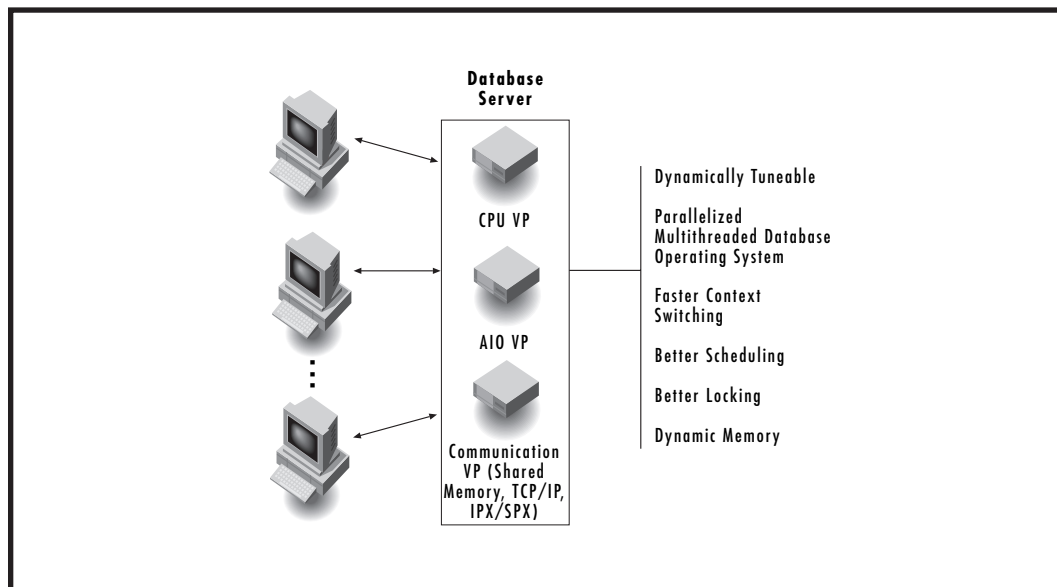 Database
Server
CPU VP
AIO VP
Communication
VP (Shared
Memory, TCP/IP,
IPX/SPX)
Dynamically Tuneable
Parallelized
Multithreaded Database
Operating System
Faster Context
Switching
Better Scheduling
Better Locking
Dynamic Memory